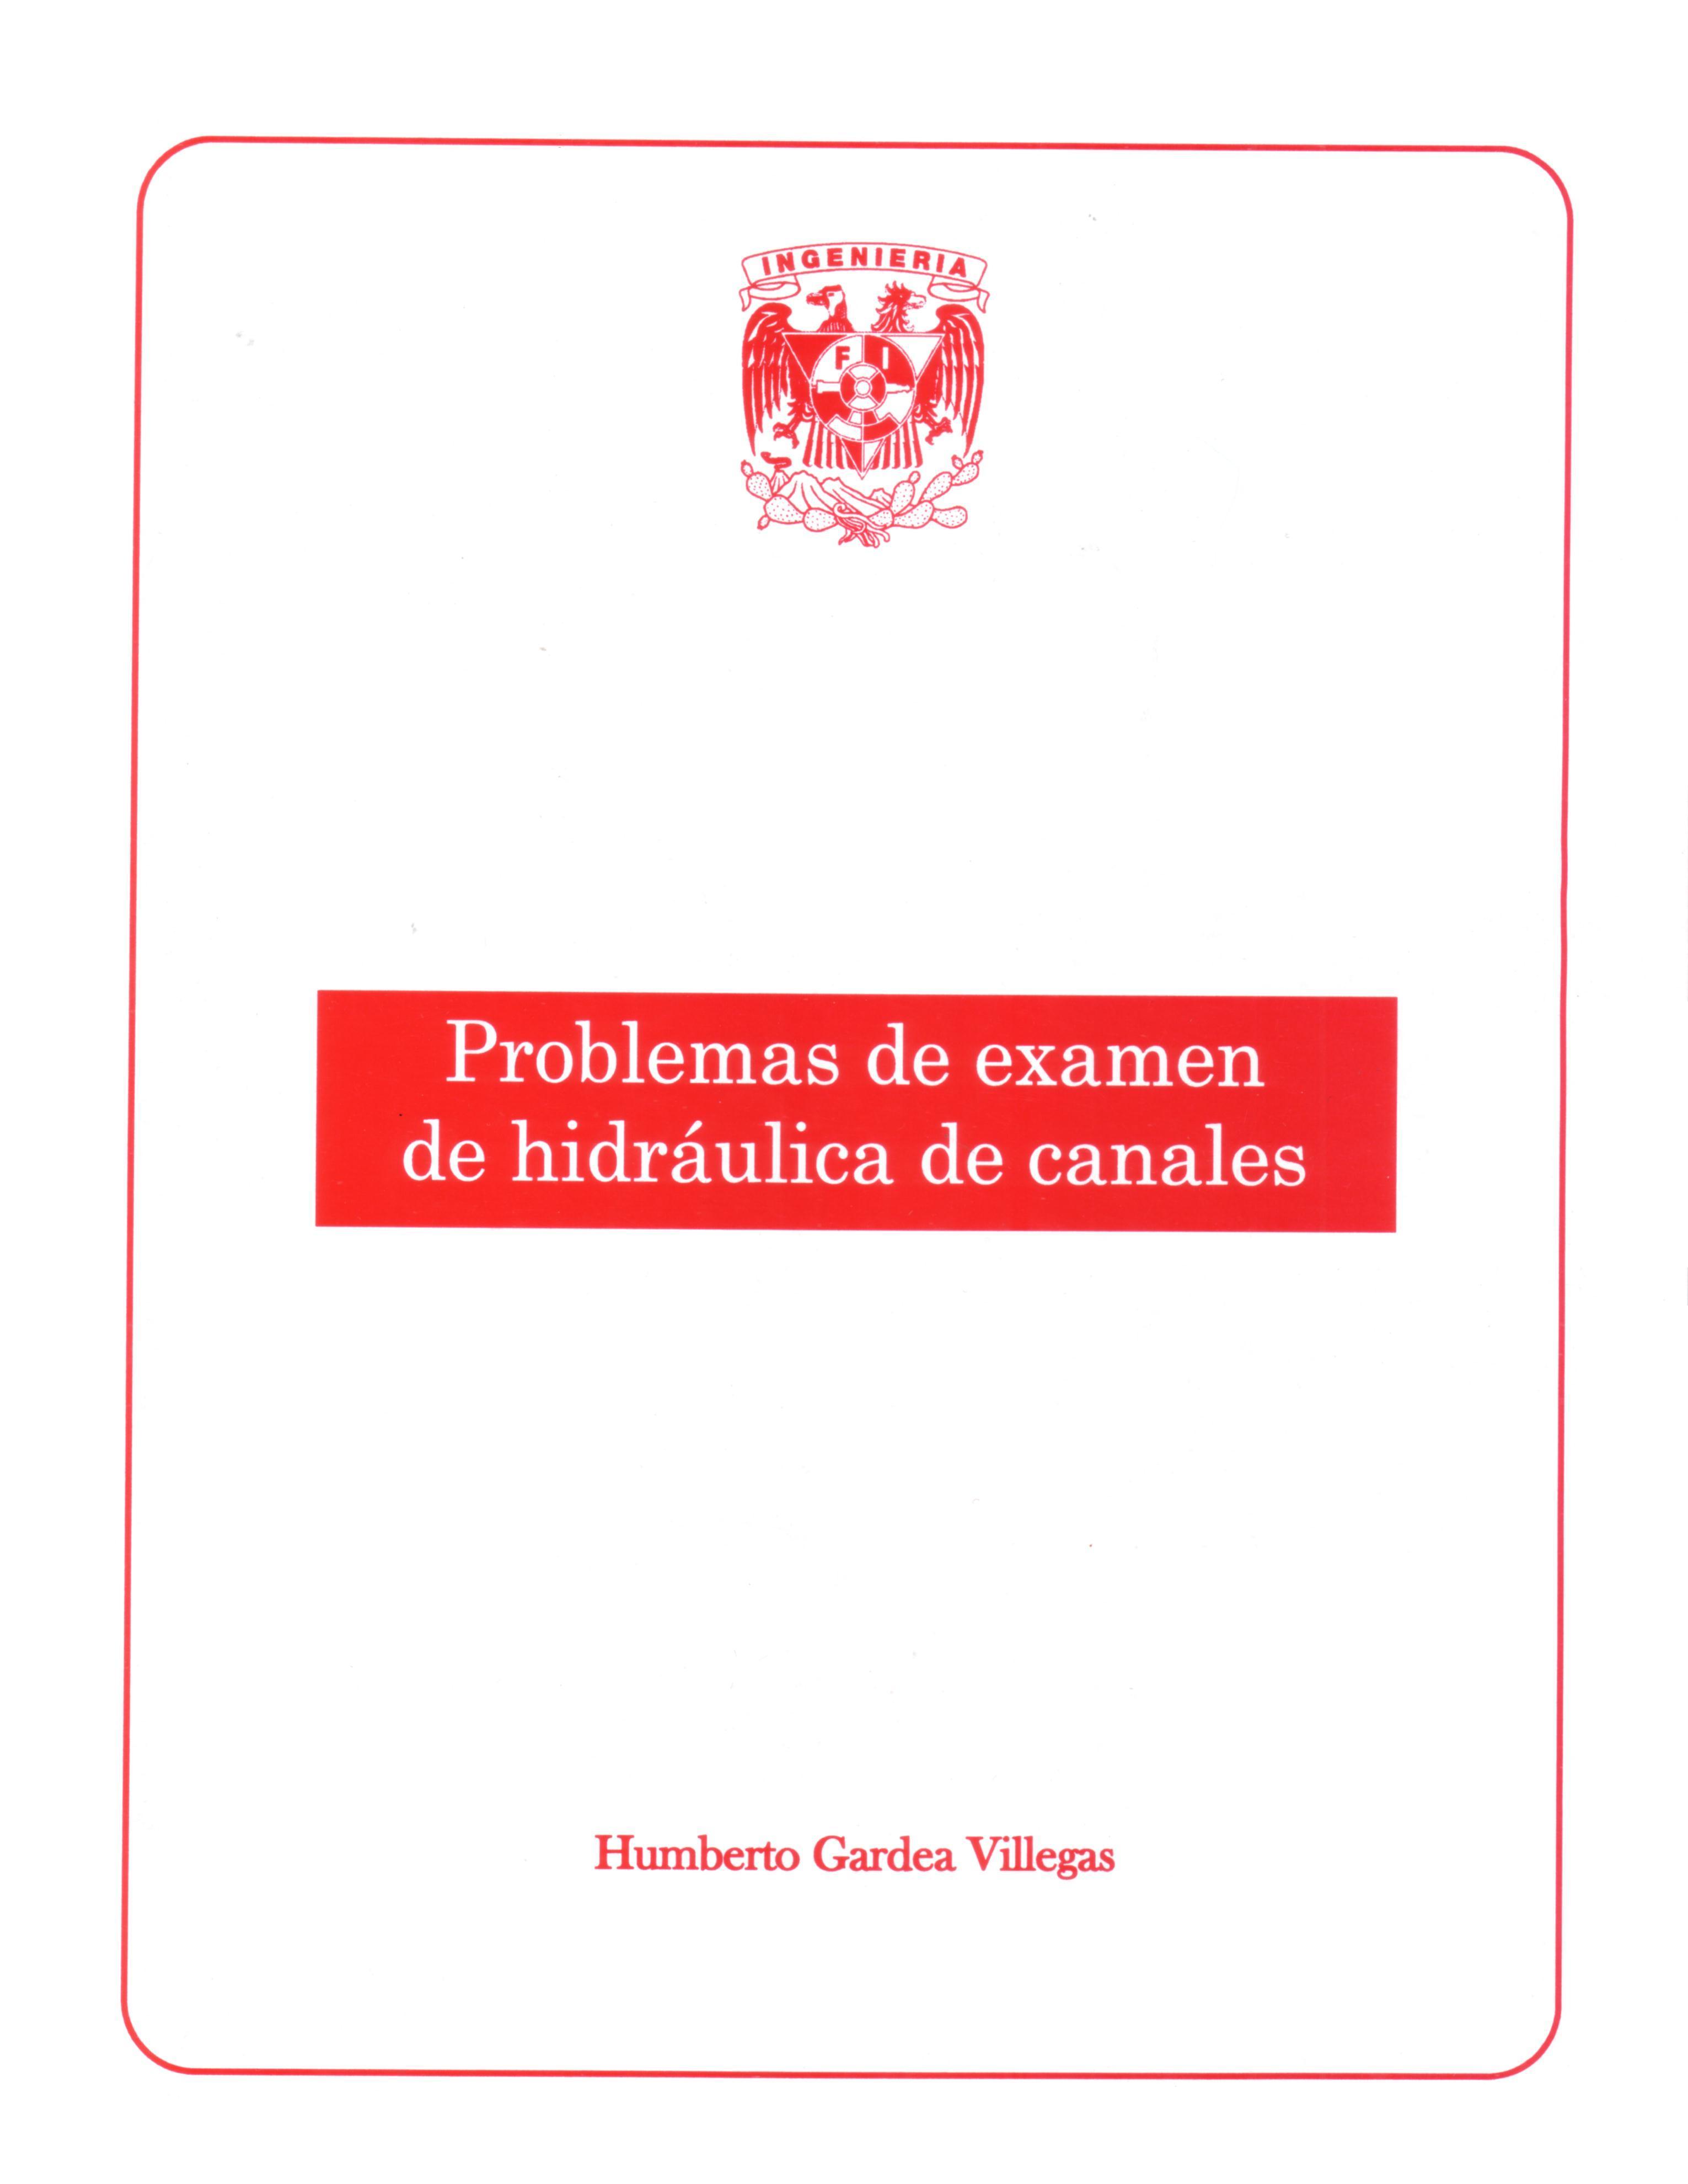 INGENIERIA
F I
Problemas de examen
de hidráulica de canales
Humberto Gardea Villegas